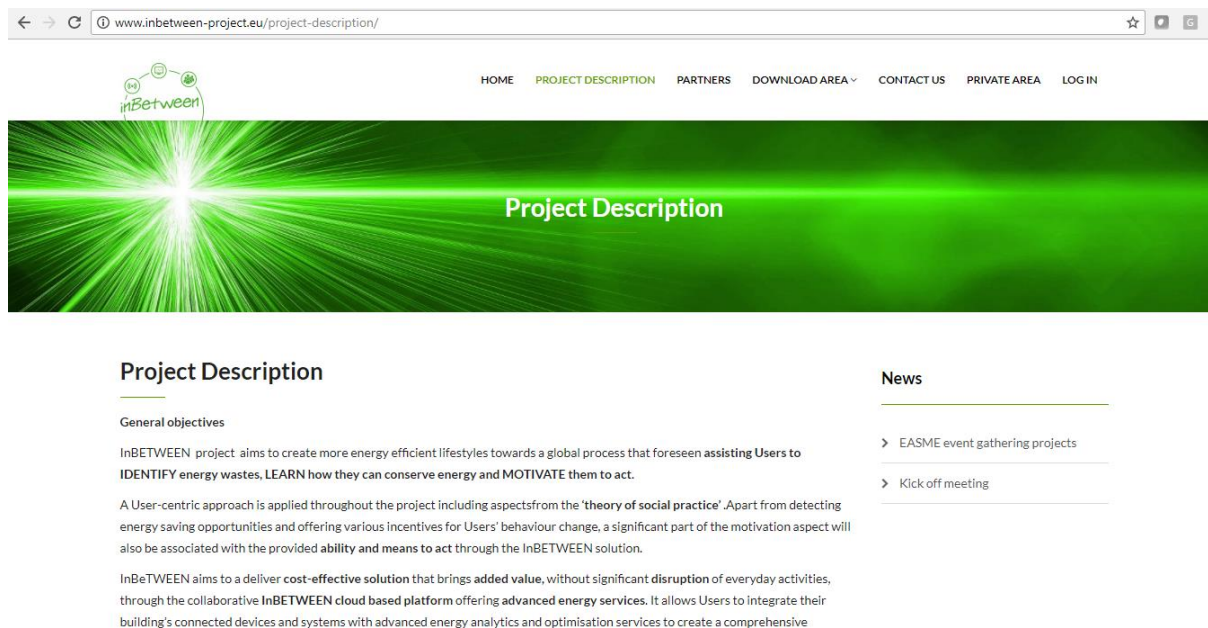 www.inbetween-project.eu/project-description/
G
inBetween
HOME PROJECT DESCRIPTION PARTNERS DOWNLOAD AREA CONTACT US PRIVATE AREA LOG IN
Project Description
Project Description
General objectives
InBETWEEN project aims to create more energy efficient lifestyles towards a global process that foreseen assisting Users to
IDENTIFY energy wastes, LEARN how they can conserve energy and MOTIVATE them to act.
A User-centric approach is applied throughout the project including aspectsfrom the ‘theory of social practice’ .Apart from detecting
energy saving opportunities and offering various incentives for Users' behaviour change, a significant part of the motivation aspect will
also be associated with the provided ability and means to act through the InBETWEEN solution.
InBeTWEEN aims to a deliver cost-effective solution that brings added value, without significant disruption of everyday activities,
through the collaborative InBETWEEN cloud based platform offering advanced energy services. It allows Users to integrate their
building's connected devices and systems with advanced energy analytics and optimisation services to create a comprehensive
News
EASME event gathering projects
Kick off meeting